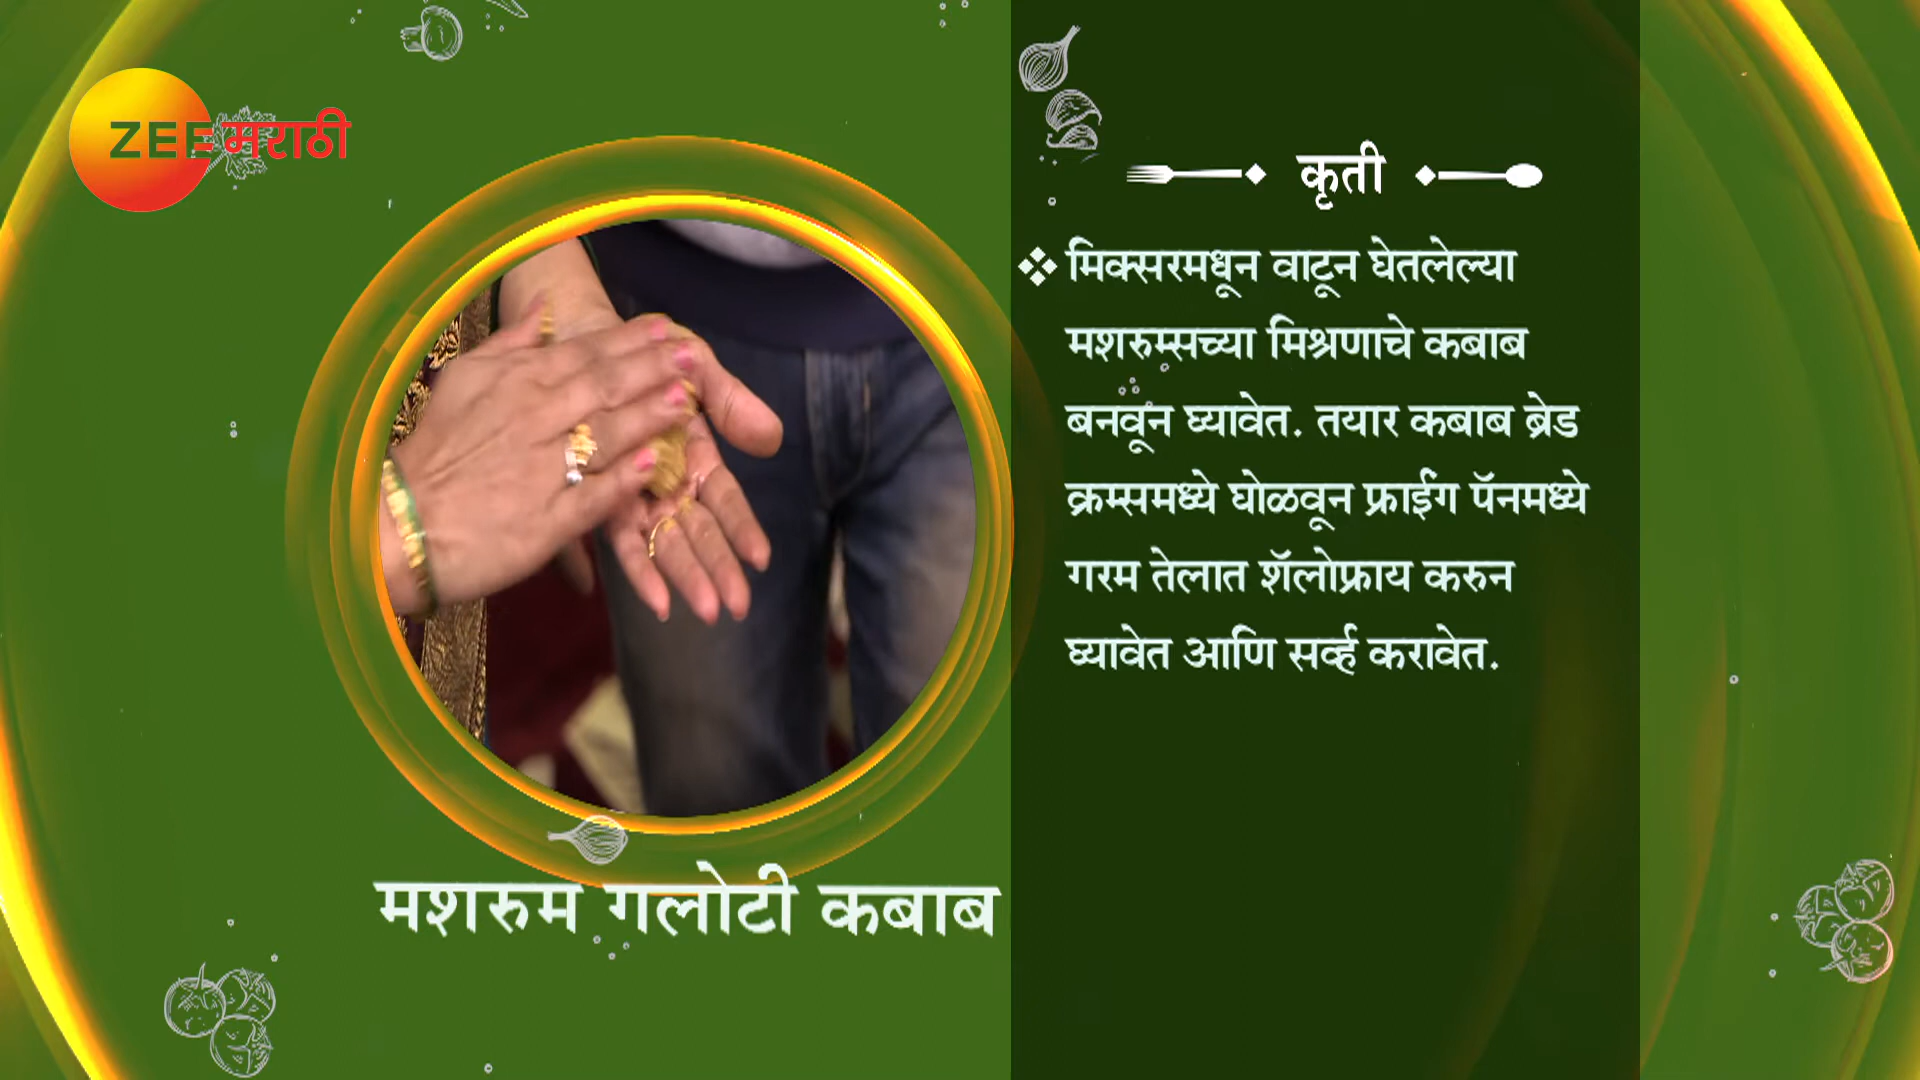 ZEE मराठी
कृती
मिक्सरमधून वाटून घेतलेल्या
मशरुम्सच्या मिश्रणाचे कबाब
बनवून घ्यावेत. तयार कबाब ब्रेड
क्रम्समध्ये घोळवून फ्राईंग पॅनमध्ये
गरम तेलात शॅलोफ्राय करुन
घ्यावेत आणि सर्व्ह करावेत.
मशरुम गलोटी कबाब